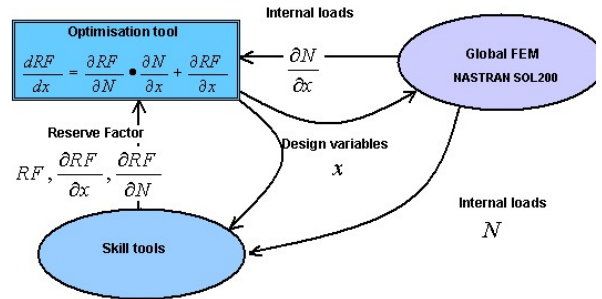 Internal loads
Optimisation tool
dRF/dx = ∂RF/∂N • ∂N/∂x + ∂RF/∂x
∂N/∂x
Global FEM
NASTRAN SOL200
Reserve Factor
RF , ∂RF/∂x , ∂RF/∂N
Design variables
x
Internal loads
N
Skill tools